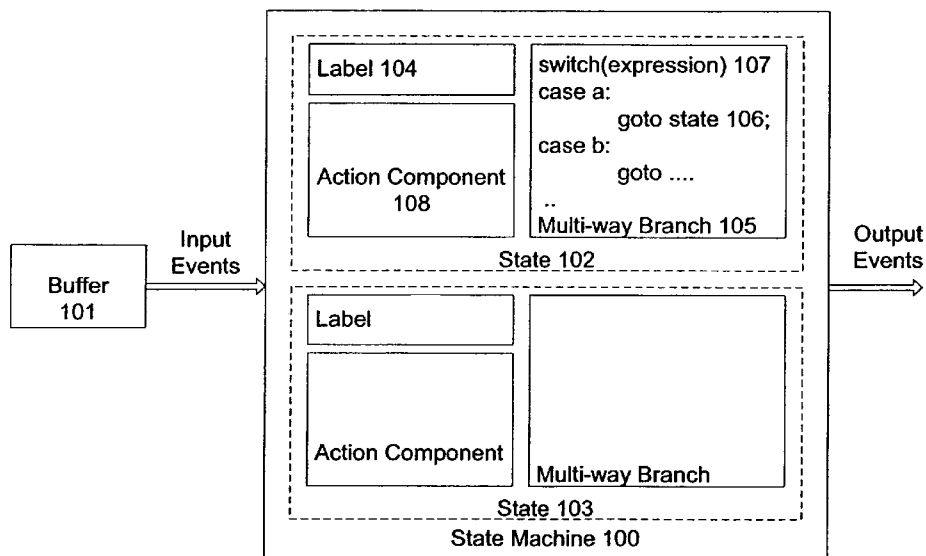 Label 104
Action Component
108
switch(expression) 107
case a:
goto state 106;
case b:
goto ....
..
Multi-way Branch 105
State 102
Buffer
101
Input
Events
Output
Events
Label
Action Component
Multi-way Branch
State 103
State Machine 100